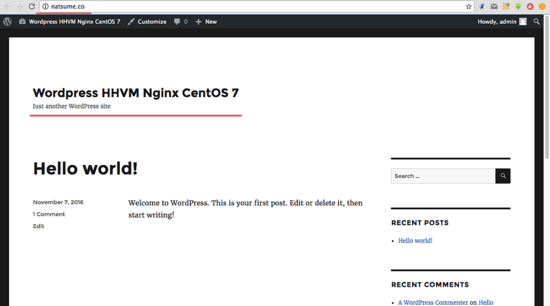 natsume.co
Wordpress HHVM Nginx CentOS 7 Customize 0 New Howdy, admin
Wordpress HHVM Nginx CentOS 7
Just another WordPress site
Hello world!
November 7, 2016
1 Comment
Edit
Welcome to WordPress. This is your first post. Edit or delete it, then
start writing!
Search …
RECENT POSTS
Hello world!
RECENT COMMENTS
A WordPress Commenter on Hello